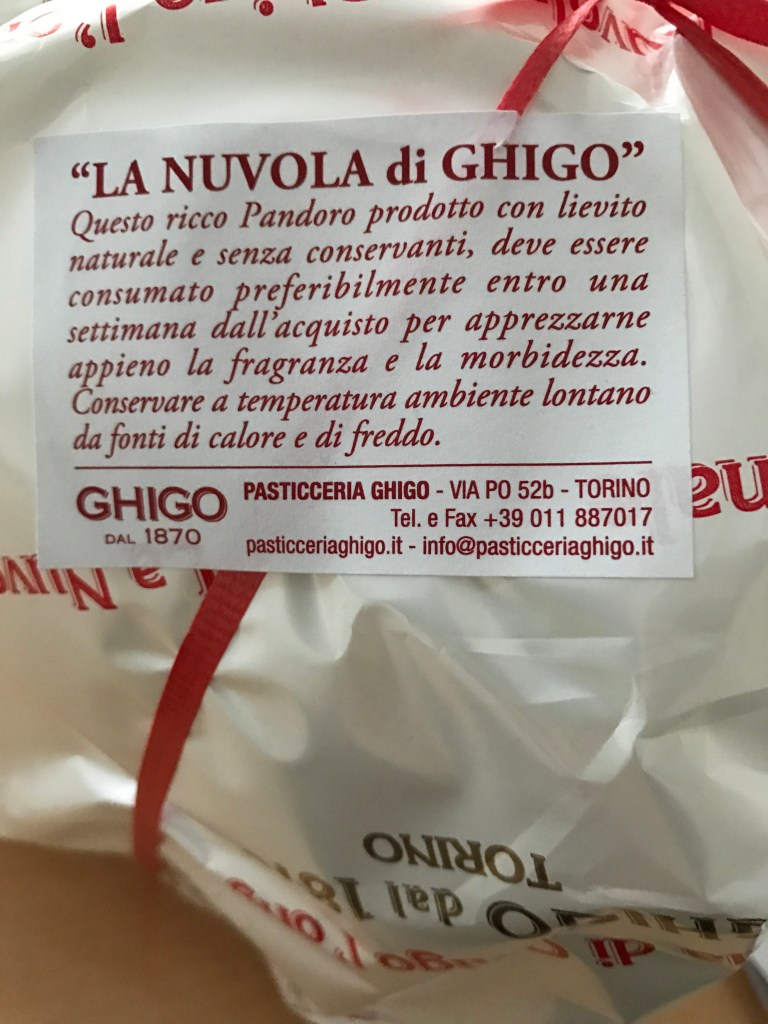 "LA NUVOLA di GHIGO"
Questo ricco Pandoro prodotto con lievito
naturale e senza conservanti, deve essere
consumato preferibilmente entro una
settimana dall'acquisto per apprezzarne
appieno la fragranza e la morbidezza.
Conservare a temperatura ambiente lontano
da fonti di calore e di freddo.
GHIGO
DAL 1870
PASTICCERIA GHIGO - VIA PO 52b - TORINO
Tel. e Fax +39 011 887017
pasticceriaghigo.it - info@pasticceriaghigo.it
TORINO
dal
di